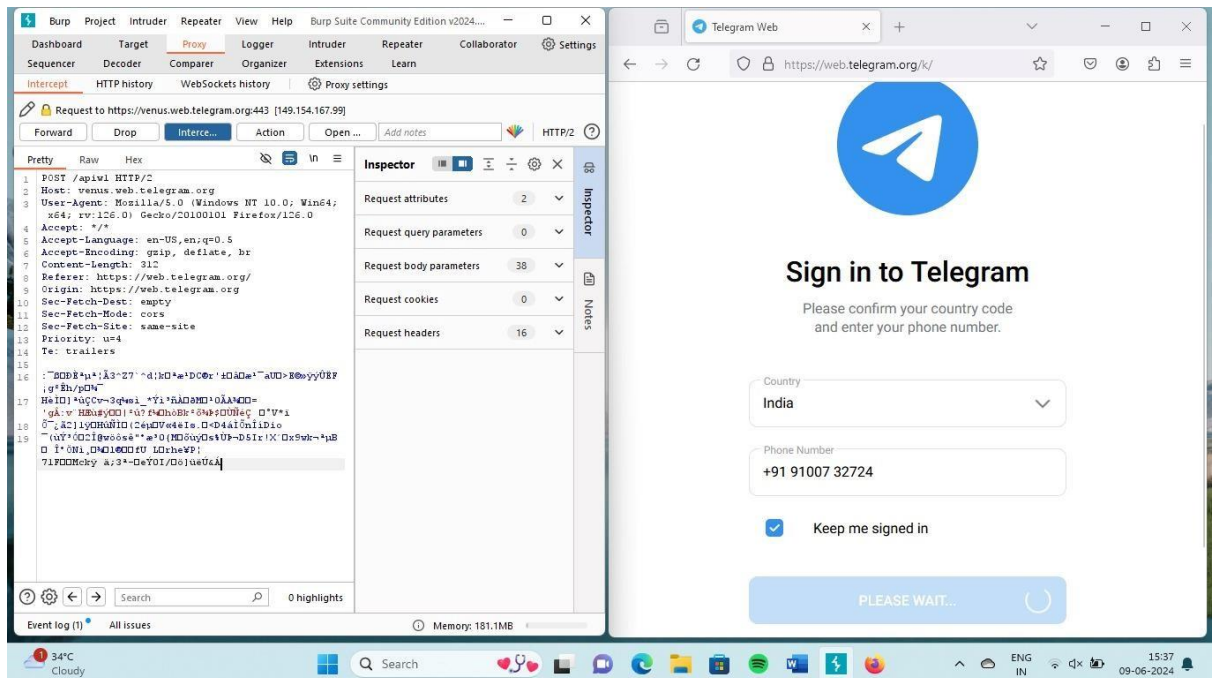 Burp Project Intruder Repeater View Help Burp Suite Community Edition v2024....
Dashboard Target Proxy Logger Intruder Repeater Collaborator Settings
Sequencer Decoder Comparer Organizer Extensions Learn
Intercept HTTP history WebSockets history Proxy settings
Request to https://venus.web.telegram.org:443 [149.154.167.99]
Forward Drop Interce... Action Open ... Add notes HTTP/2
Pretty Raw Hex \n
1 POST /apiw1 HTTP/2
2 Host: venus.web.telegram.org
3 User-Agent: Mozilla/5.0 (Windows NT 10.0; Win64;
x64; rv:126.0) Gecko/20100101 Firefox/126.0
4 Accept: */*
5 Accept-Language: en-US,en;q=0.5
6 Accept-Encoding: gzip, deflate, br
7 Content-Length: 312
8 Referer: https://web.telegram.org/
9 Origin: https://web.telegram.org
10 Sec-Fetch-Dest: empty
11 Sec-Fetch-Mode: cors
12 Sec-Fetch-Site: same-site
13 Priority: u=4
14 Te: trailers
15
16
17
18
19
Inspector
Request attributes 2
Request query parameters 0
Request body parameters 38
Request cookies 0
Request headers 16
Inspector
Notes
Search 0 highlights
Event log (1) All issues Memory: 181.1MB
Telegram Web
https://web.telegram.org/k/
Sign in to Telegram
Please confirm your country code
and enter your phone number.
Country
India
Phone Number
+91 91007 32724
Keep me signed in
PLEASE WAIT...
1 34°C
Cloudy
Search
ENG
IN
15:37
09-06-2024